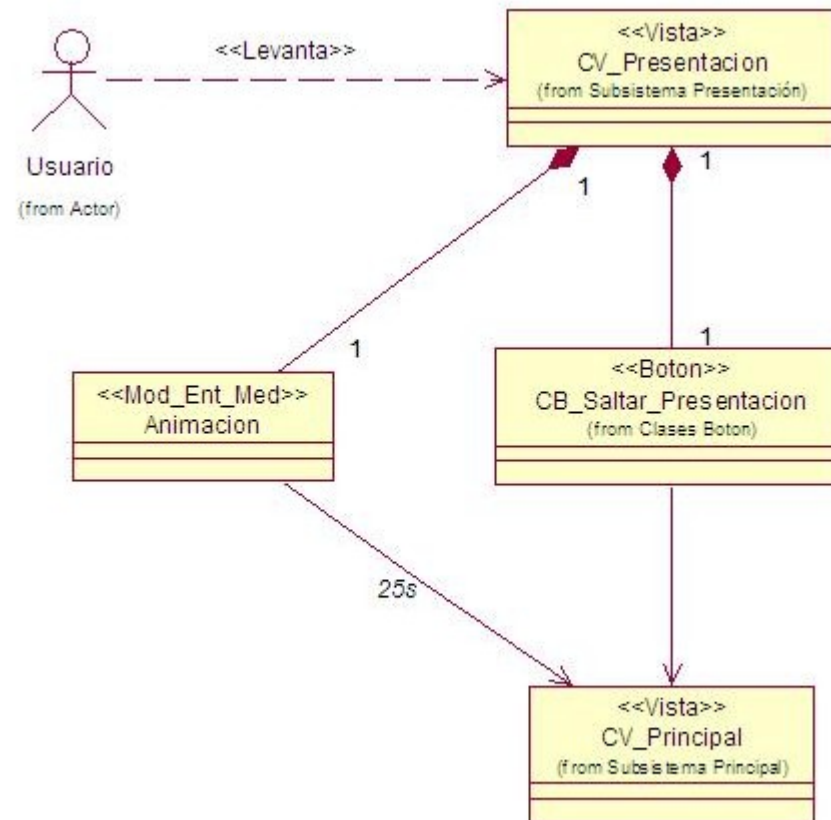 <<Levanta>>
Usuario
(from Actor)
<<Vista>>
CV_Presentacion
(from Subsistema Presentación)
1
1
1
1
<<Mod_Ent_Med>>
Animacion
<<Boton>>
CB_Saltar_Presentacion
(from Clases Boton)
25s
<<Vista>>
CV_Principal
(from Subsistema Principal)